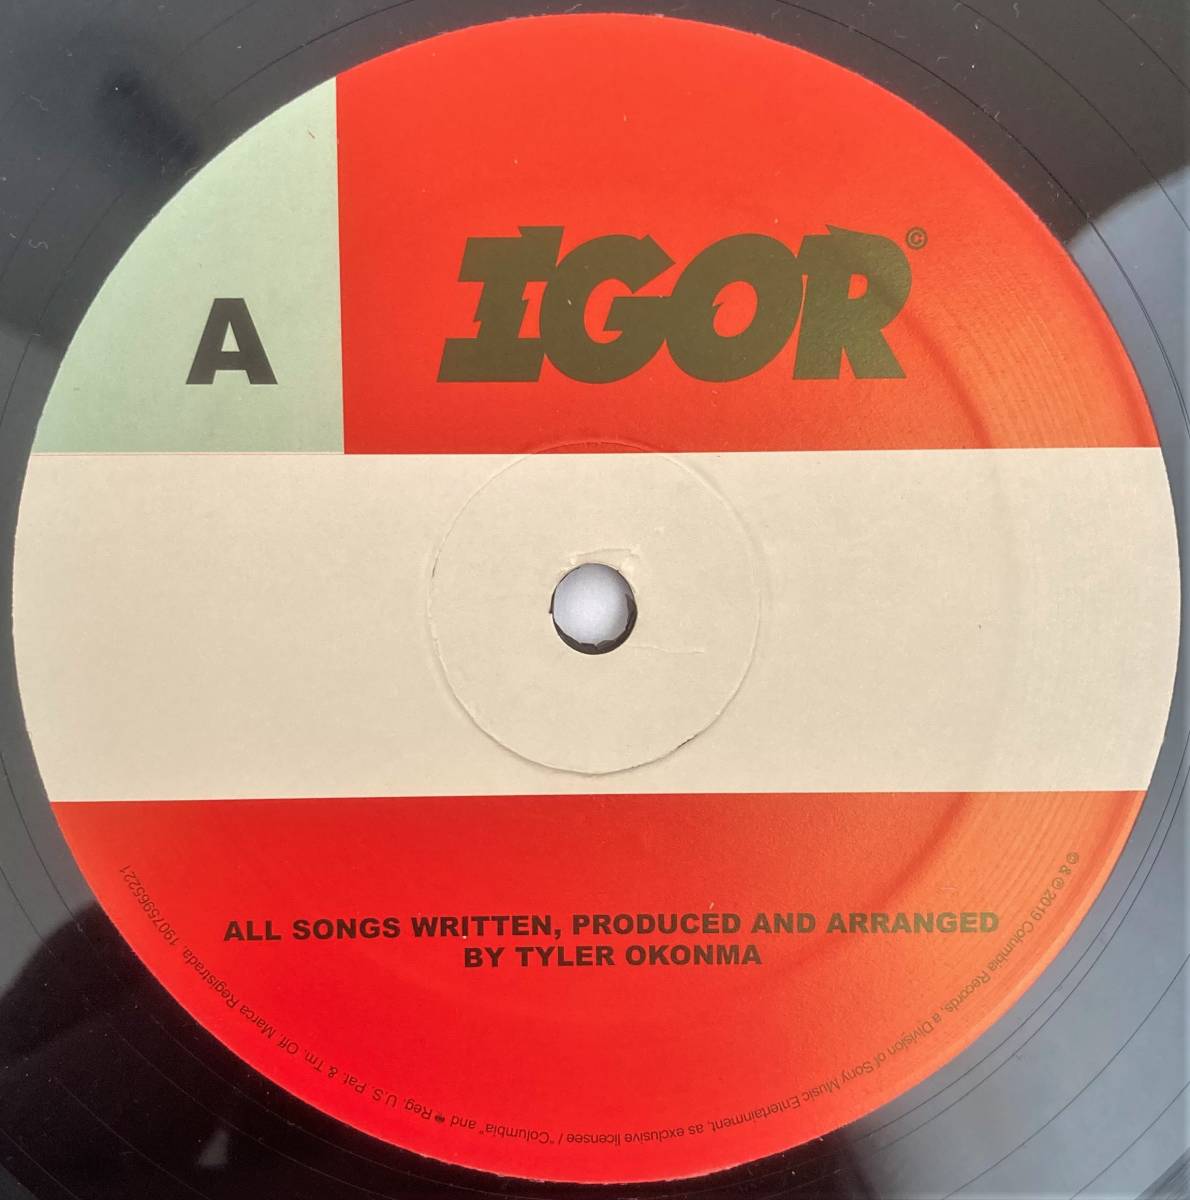 IGOR©
A
ALL SONGS WRITTEN, PRODUCED AND ARRANGED
BY TYLER OKONMA
© & ℗ 2019 Columbia Records, a Division of Sony Music Entertainment, as exclusive licensee / "Columbia" and Reg. U.S. Pat. & Tm. Off. Marca Registrada. 19075965221